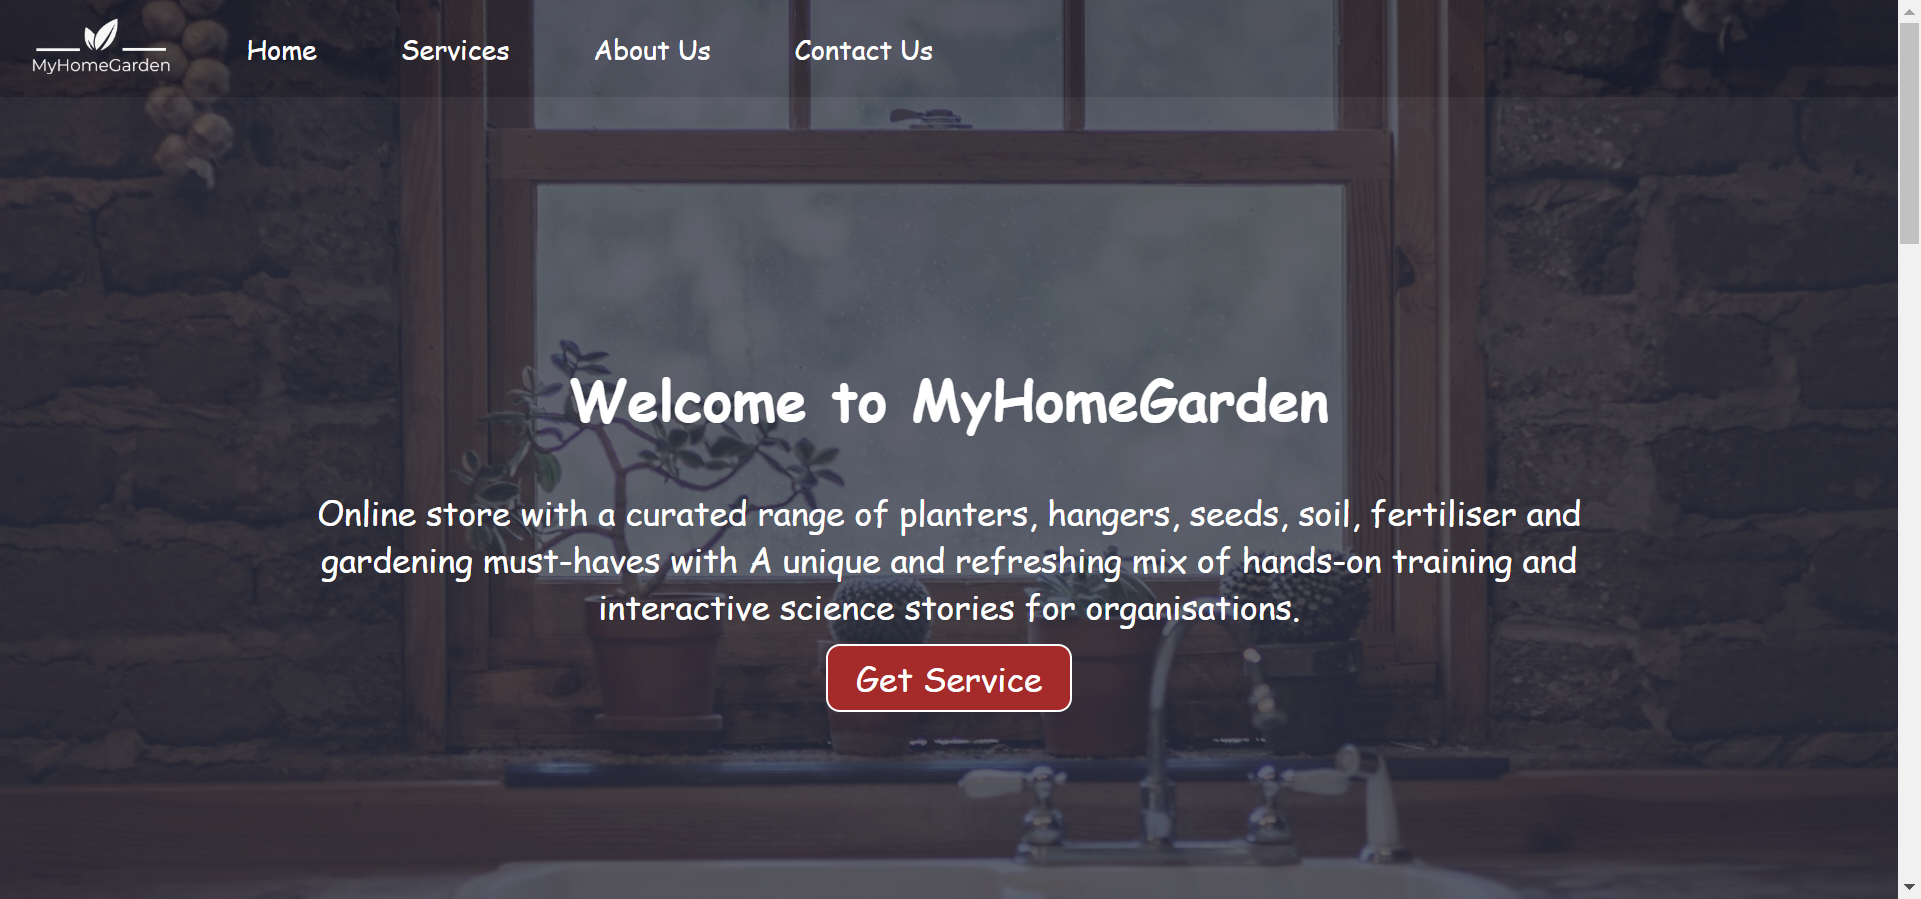 MyHomeGarden
Home Services About Us Contact Us
Welcome to MyHomeGarden
Online store with a curated range of planters, hangers, seeds, soil, fertiliser and
gardening must-haves with A unique and refreshing mix of hands-on training and
interactive science stories for organisations.
Get Service